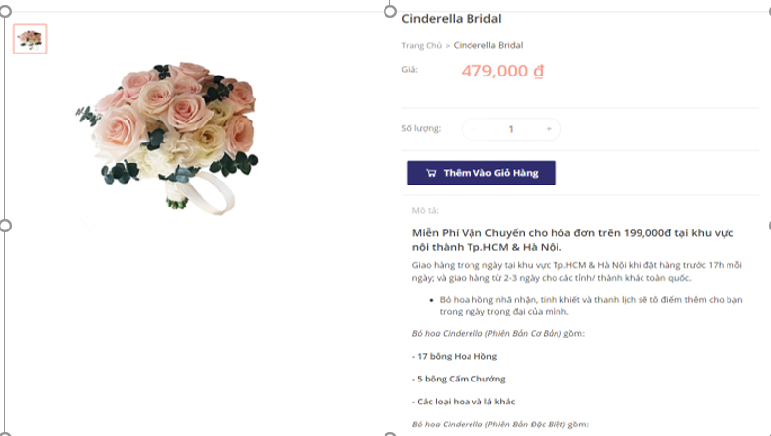 Cinderella Bridal
Trang Chủ > Cinderella Bridal
Giá: 479,000 ₫
Số lượng: 1 +
Thêm Vào Giỏ Hàng
Mô tả:
Miễn Phí Vận Chuyển cho hóa đơn trên 199,000đ tại khu vực
nội thành Tp.HCM & Hà Nội.
Giao hàng trong ngày tại khu vực Tp.HCM & Hà Nội khi đặt hàng trước 17h mỗi
ngày; và giao hàng từ 2-3 ngày cho các tỉnh/ thành khác toàn quốc.
• Bó hoa hồng nhã nhặn, tinh khiết và thanh lịch sẽ tô điểm thêm cho bạn
trong ngày trọng đại của mình.
Bó hoa Cinderella (Phiên Bản Cơ Bản) gồm:
- 17 bông Hoa Hồng
- 5 bông Cẩm Chướng
- Các loại hoa và lá khác
Bó hoa Cinderella (Phiên Bản Đặc Biệt) gồm: